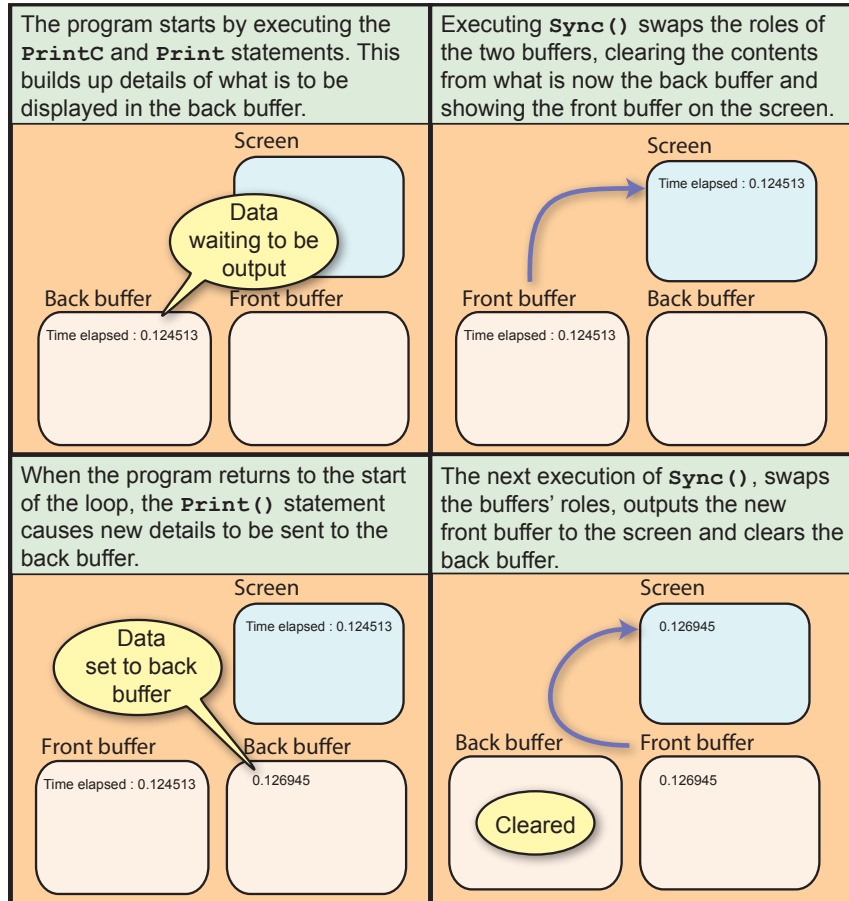 The program starts by executing the
PrintC and Print statements. This
builds up details of what is to be
displayed in the back buffer.
Screen
Data
waiting to be
output
Back buffer
Front buffer
Time elapsed : 0.124513
Executing Sync() swaps the roles of
the two buffers, clearing the contents
from what is now the back buffer and
showing the front buffer on the screen.
Screen
Time elapsed : 0.124513
Front buffer
Back buffer
Time elapsed : 0.124513
When the program returns to the start
of the loop, the Print() statement
causes new details to be sent to the
back buffer.
Screen
Time elapsed : 0.124513
Data
set to back
buffer
Front buffer
Back buffer
Time elapsed : 0.124513
0.126945
The next execution of Sync(), swaps
the buffers’ roles, outputs the new
front buffer to the screen and clears the
back buffer.
Screen
0.126945
Back buffer
Front buffer
Cleared
0.126945